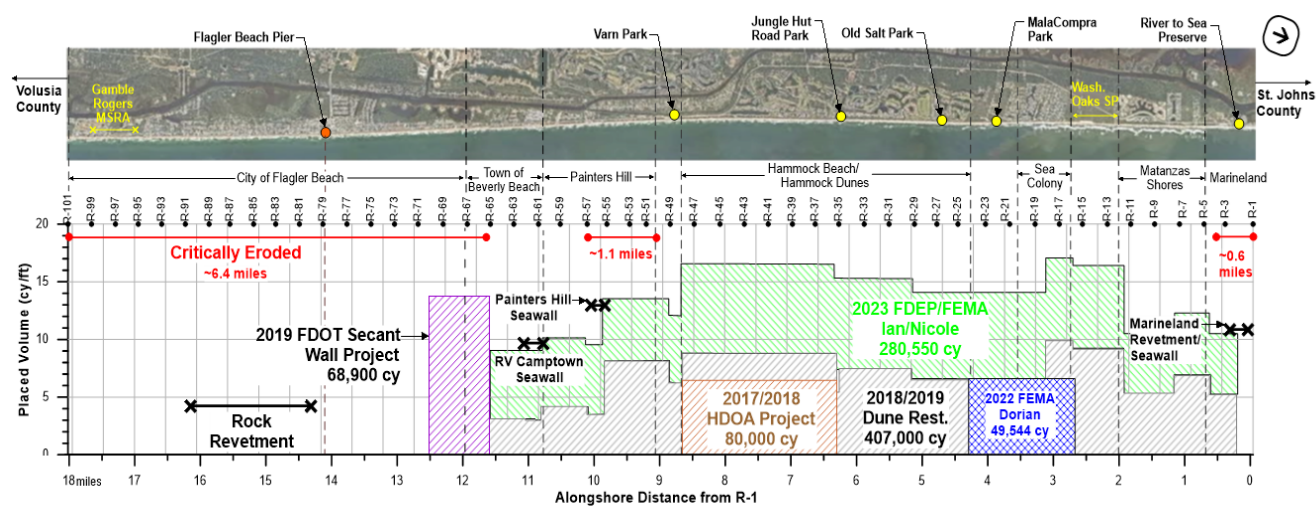 Flagler Beach Pier
Varn Park
Jungle Hut
Road Park
Old Salt Park
MalaCompra
Park
River to Sea
Preserve
Volusia
County
Gamble
Rogers
MSRA
Wash.
Oaks SP
St. Johns
County
City of Flagler Beach
Town of
Beverly Beach
Painters Hill
Hammock Beach/
Hammock Dunes
Sea
Colony
Matanzas
Shores
Marineland
R-101 R-99 R-97 R-95 R-93 R-91 R-89 R-87 R-85 R-83 R-81 R-79 R-77 R-75 R-73 R-71 R-69 R-67 R-65 R-63 R-61 R-57 R-55 R-53 R-51 R-49 R-47 R-45 R-43 R-41 R-39 R-37 R-35 R-33 R-31 R-29 R-27 R-25 R-23 R-21 R-19 R-17 R-15 R-13 R-11 R-9 R-7 R-5 R-3 R-1
Placed Volume (cy/ft)
20
15
10
5
0
Critically Eroded
~6.4 miles
~1.1 miles
~0.6
miles
2019 FDOT Secant
Wall Project
68,900 cy
Rock
Revetment
Painters Hill
Seawall
RV Camptown
Seawall
2023 FDEP/FEMA
Ian/Nicole
280,550 cy
Marineland
Revetment/
Seawall
2017/2018
HDOA Project
80,000 cy
2018/2019
Dune Rest.
407,000 cy
2022 FEMA
Dorian
49,544 cy
18 miles 17 16 15 14 13 12 11 10 9 8 7 6 5 4 3 2 1 0
Alongshore Distance from R-1